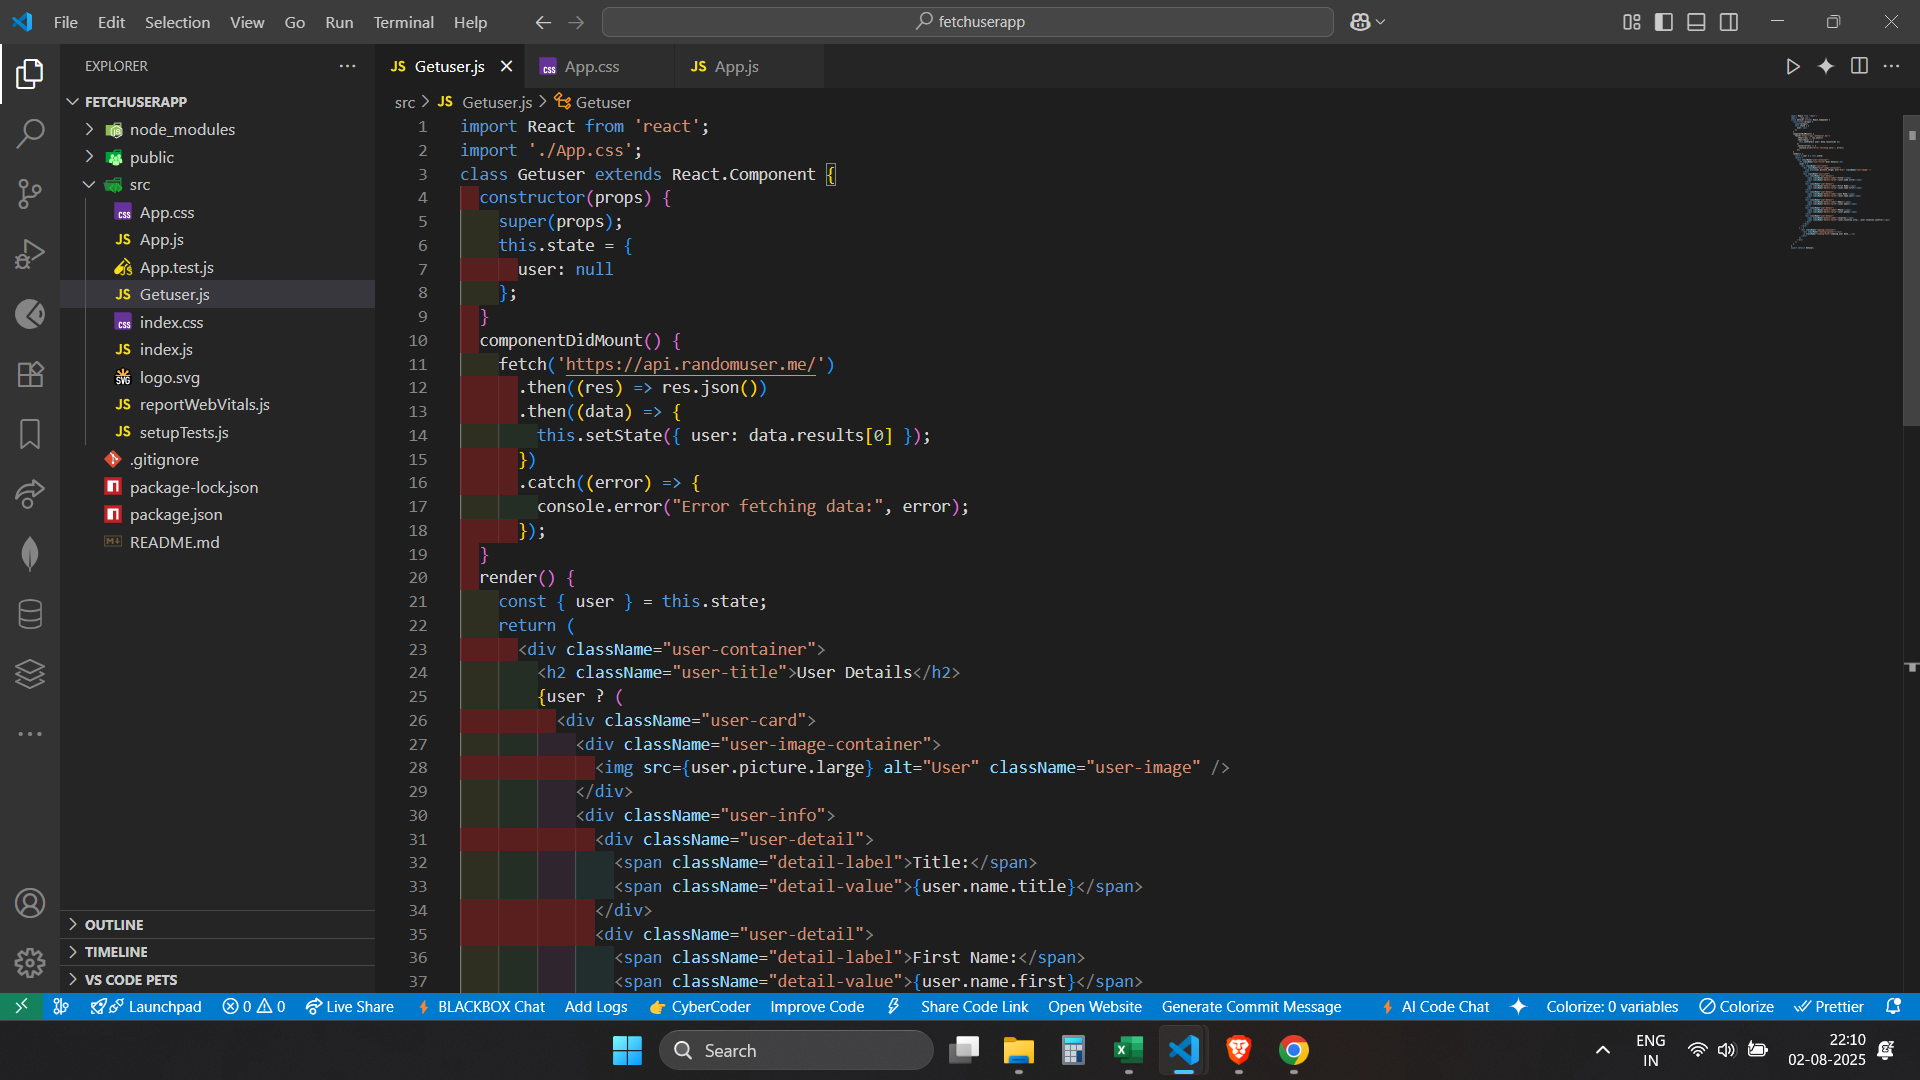 File Edit Selection View Go Run Terminal Help
fetchuserapp
EXPLORER
FETCHUSERAPP
node_modules
public
src
App.css
App.js
App.test.js
Getuser.js
index.css
index.js
logo.svg
reportWebVitals.js
setupTests.js
.gitignore
package-lock.json
package.json
README.md
OUTLINE
TIMELINE
VS CODE PETS
JS Getuser.js App.css JS App.js
src > JS Getuser.js > Getuser
1 import React from 'react';
2 import './App.css';
3 class Getuser extends React.Component {
4 constructor(props) {
5 super(props);
6 this.state = {
7 user: null
8 };
9 }
10 componentDidMount() {
11 fetch('https://api.randomuser.me/')
12 .then((res) => res.json())
13 .then((data) => {
14 this.setState({ user: data.results[0] });
15 })
16 .catch((error) => {
17 console.error("Error fetching data:", error);
18 });
19 }
20 render() {
21 const { user } = this.state;
22 return (
23 <div className="user-container">
24 <h2 className="user-title">User Details</h2>
25 {user ? (
26 <div className="user-card">
27 <div className="user-image-container">
28 <img src={user.picture.large} alt="User" className="user-image" />
29 </div>
30 <div className="user-info">
31 <div className="user-detail">
32 <span className="detail-label">Title:</span>
33 <span className="detail-value">{user.name.title}</span>
34 </div>
35 <div className="user-detail">
36 <span className="detail-label">First Name:</span>
37 <span className="detail-value">{user.name.first}</span>
Launchpad 0 0 Live Share BLACKBOX Chat Add Logs CyberCoder Improve Code Share Code Link Open Website Generate Commit Message AI Code Chat Colorize: 0 variables Colorize Prettier
Search
ENG
IN
22:10
02-08-2025